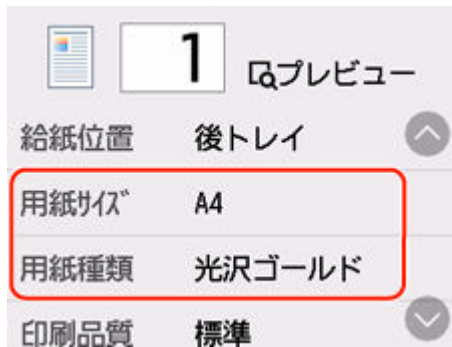 1 プレビュー
給紙位置 後トレイ
用紙サイズ A4
用紙種類 光沢ゴールド
印刷品質 標準